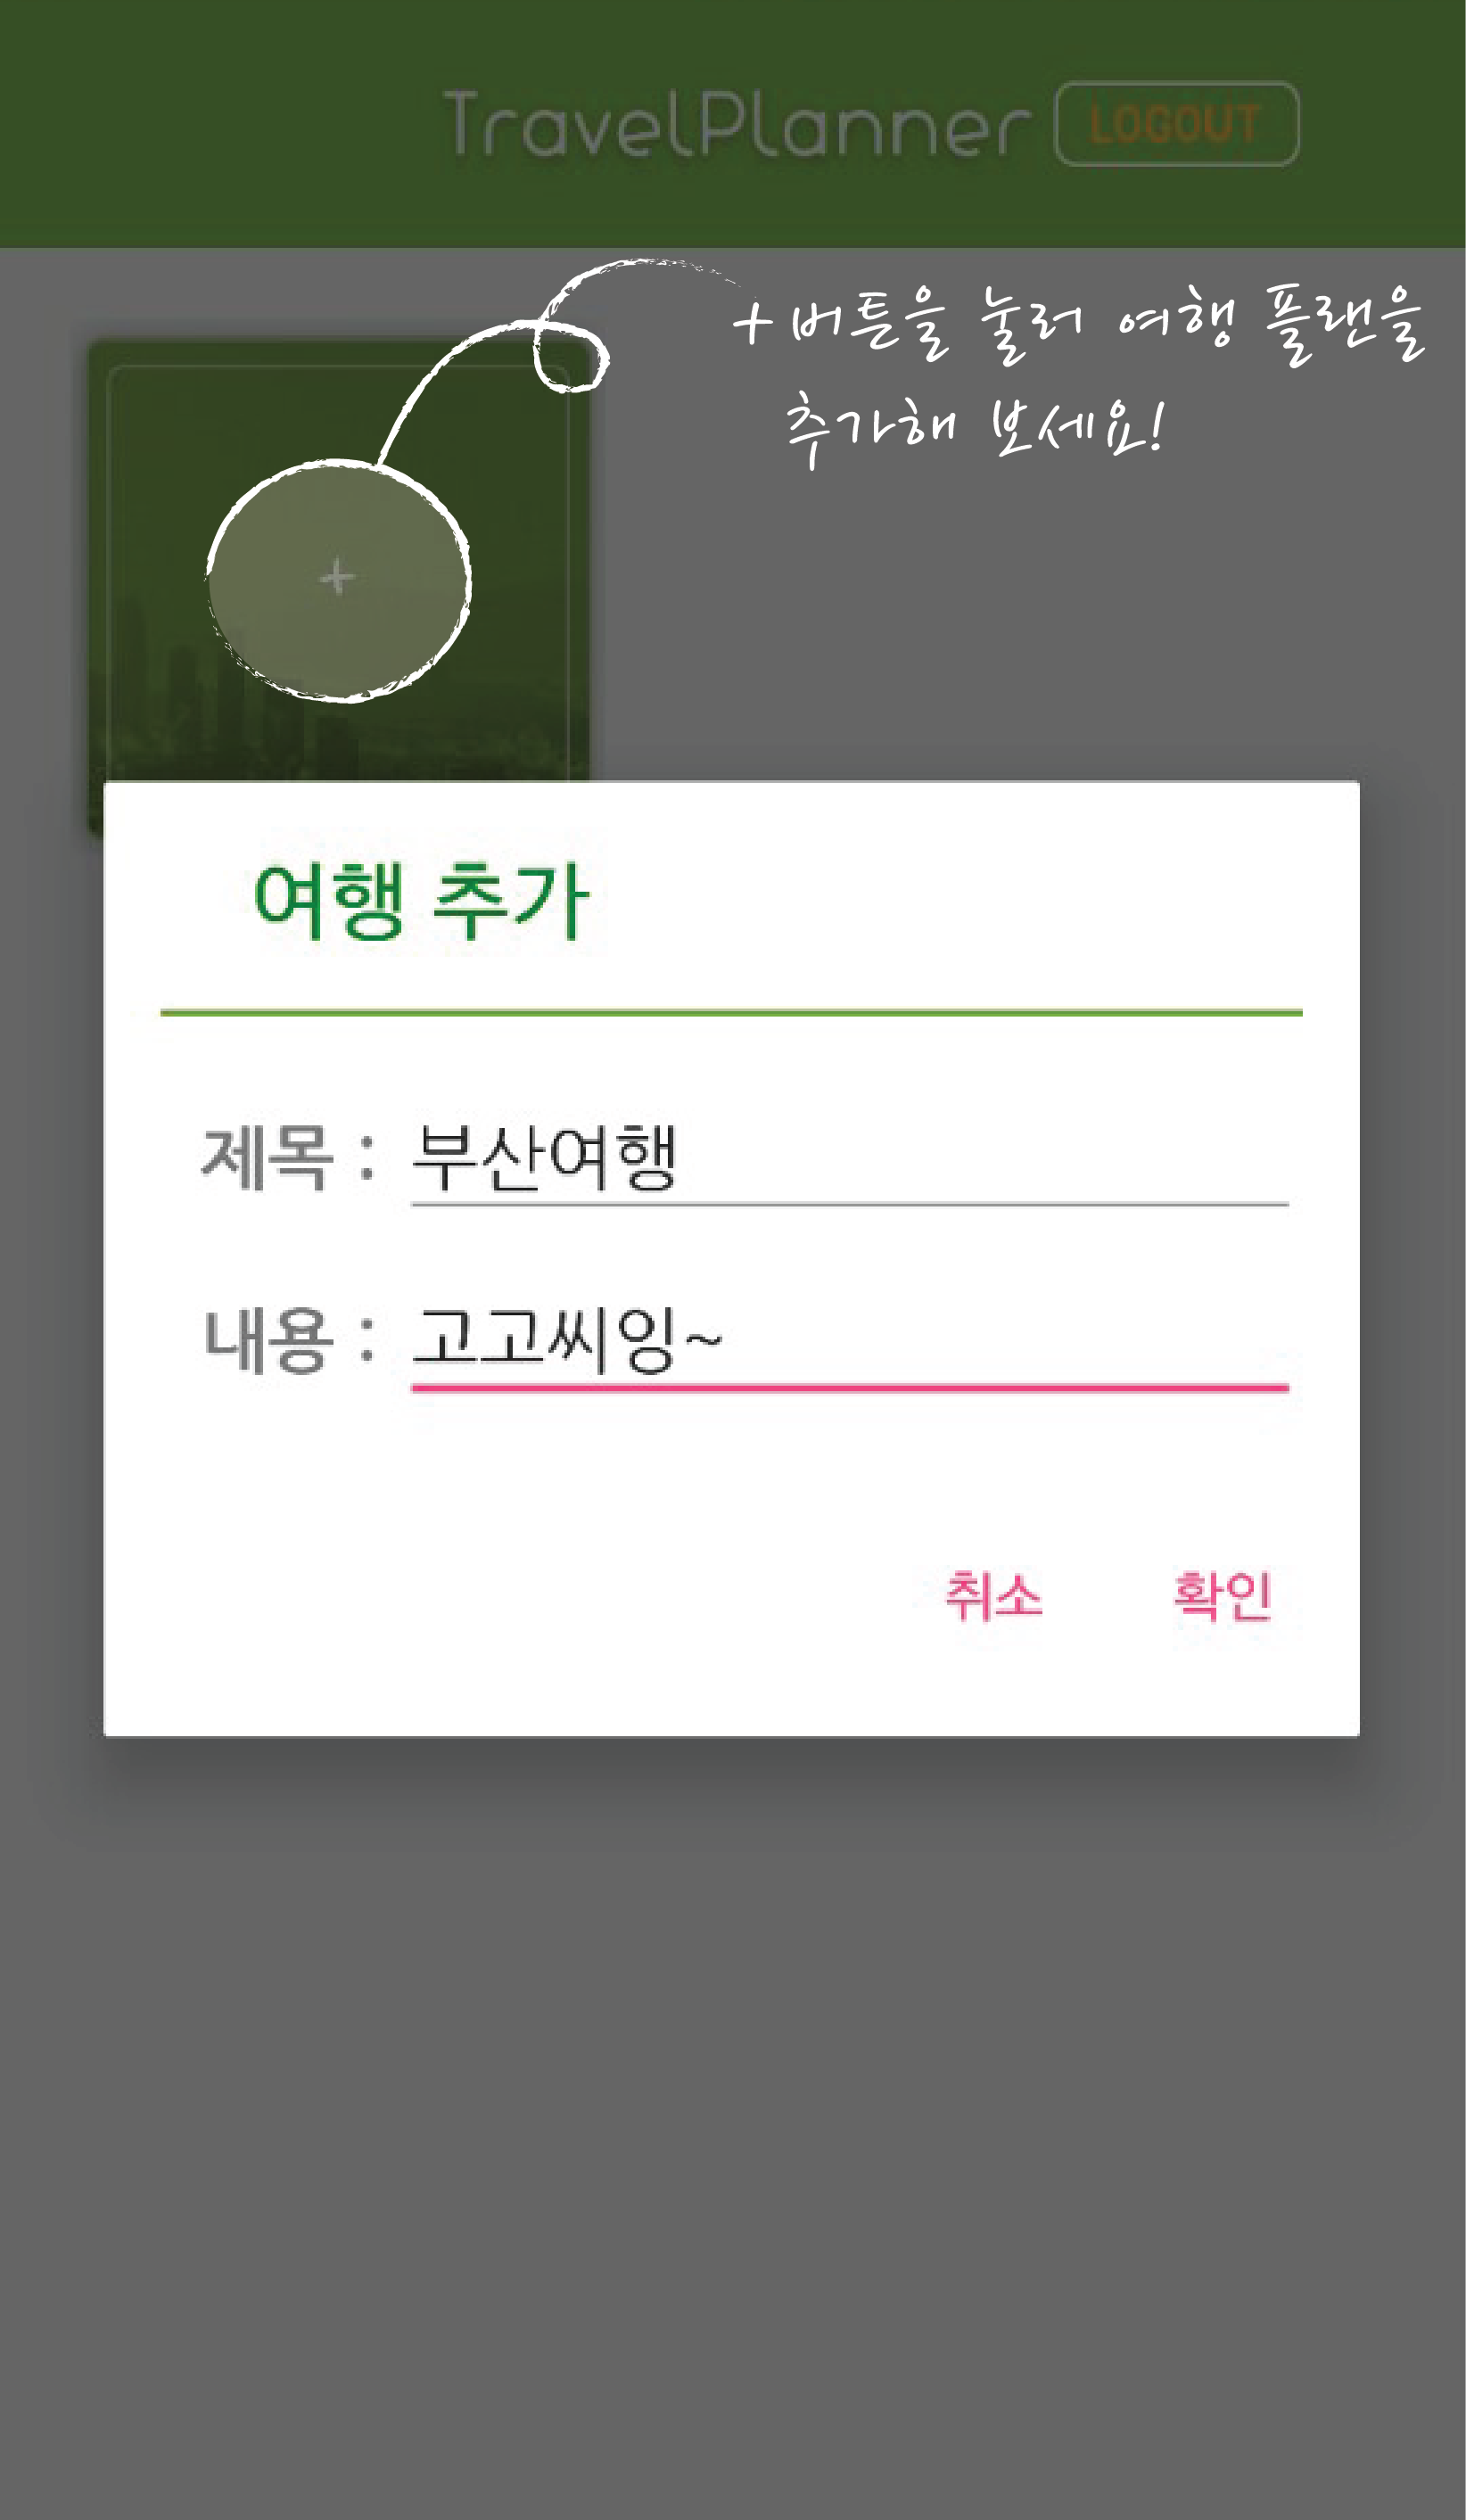 TravelPlanner LOGOUT
+버튼을 눌러 여행 플랜을
추가해 보세요!
+
여행 추가
제목 : 부산여행
내용 : 고고씨잉~
취소 확인